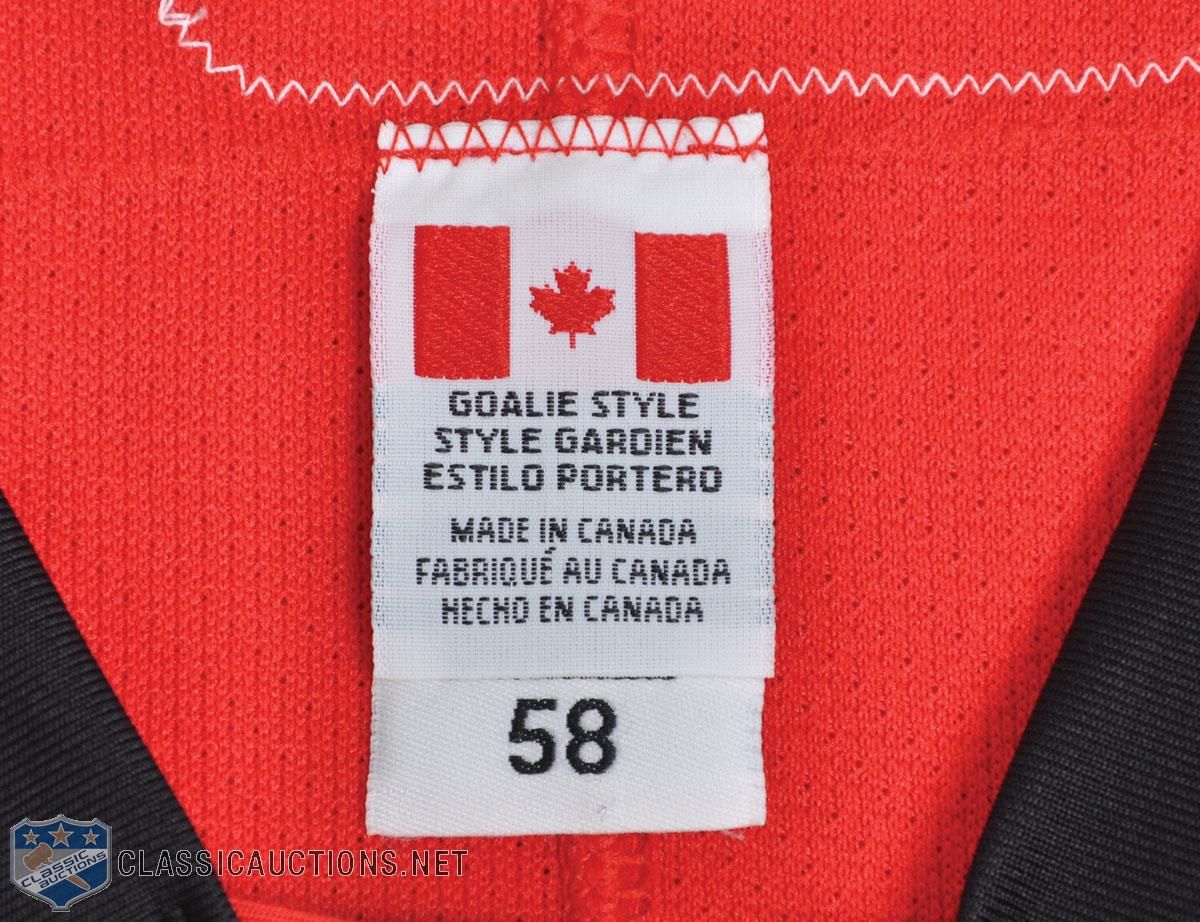 GOALIE STYLE
STYLE GARDIEN
ESTILO PORTERO
MADE IN CANADA
FABRIQUÉ AU CANADA
HECHO EN CANADA
58
CLASSIC
AUCTIONS
CLASSICAUCTIONS.NET